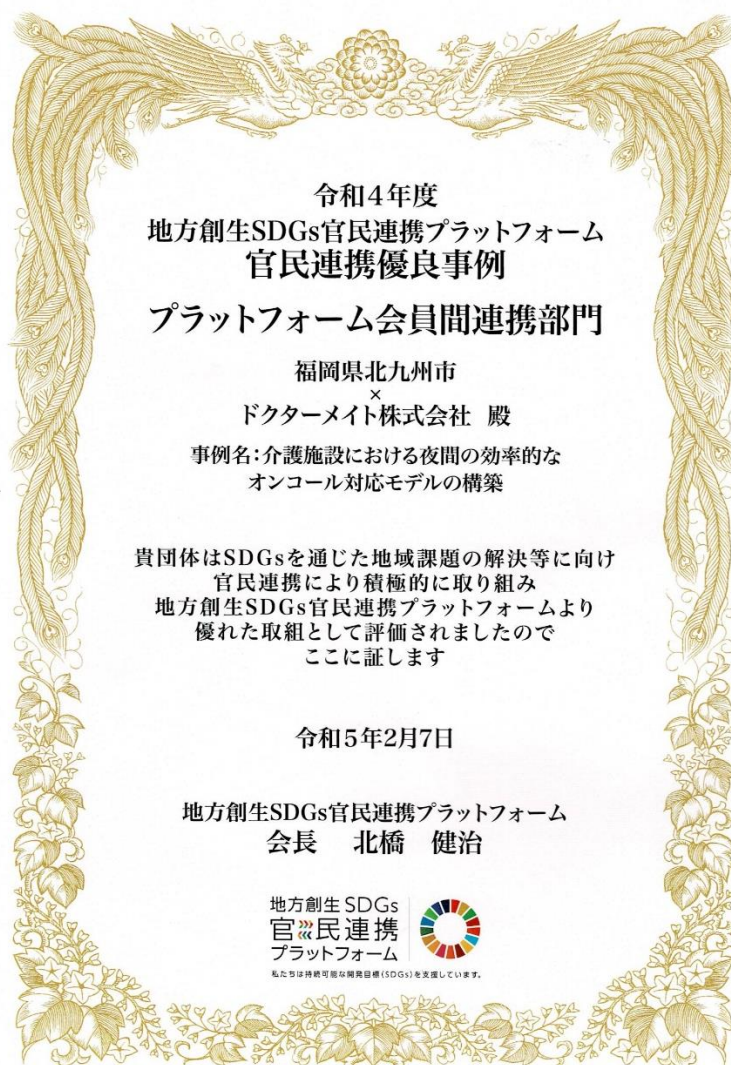 令和4年度
地方創生SDGs官民連携プラットフォーム
官民連携優良事例
プラットフォーム会員間連携部門
福岡県北九州市
×
ドクターメイト株式会社 殿
事例名:介護施設における夜間の効率的な
オンコール対応モデルの構築
貴団体はSDGsを通じた地域課題の解決等に向け
官民連携により積極的に取り組み
地方創生SDGs官民連携プラットフォームより
優れた取組として評価されましたので
ここに証します
令和5年2月7日
地方創生SDGs官民連携プラットフォーム
会長 北橋 健治
地方創生SDGs
官民連携
プラットフォーム
私たちは持続可能な開発目標(SDGs)を支援しています。